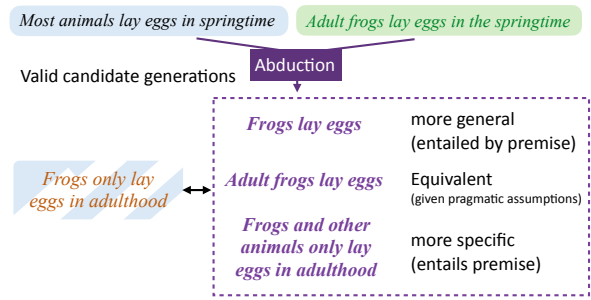 Most animals lay eggs in springtime
Adult frogs lay eggs in the springtime
Abduction
Valid candidate generations
Frogs lay eggs
more general
(entailed by premise)
Frogs only lay
eggs in adulthood
Adult frogs lay eggs
Equivalent
(given pragmatic assumptions)
Frogs and other
animals only lay
eggs in adulthood
more specific
(entails premise)